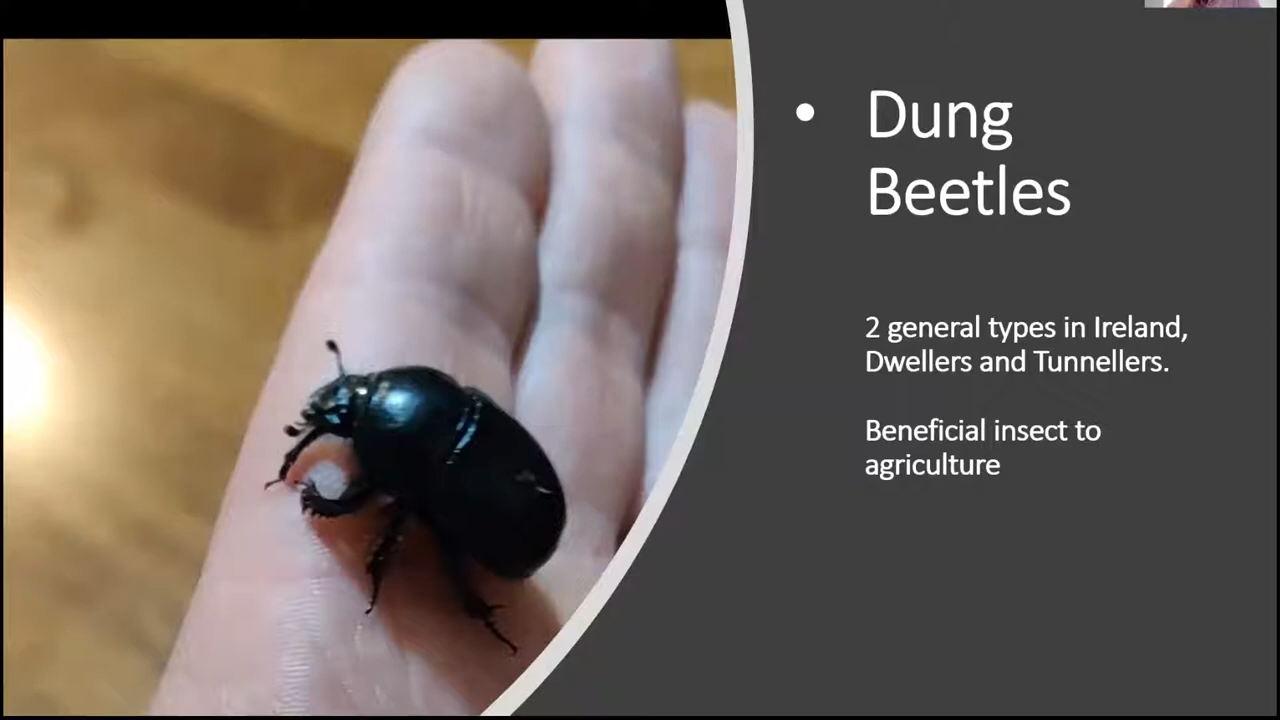 • Dung
Beetles
2 general types in Ireland,
Dwellers and Tunnellers.
Beneficial insect to
agriculture